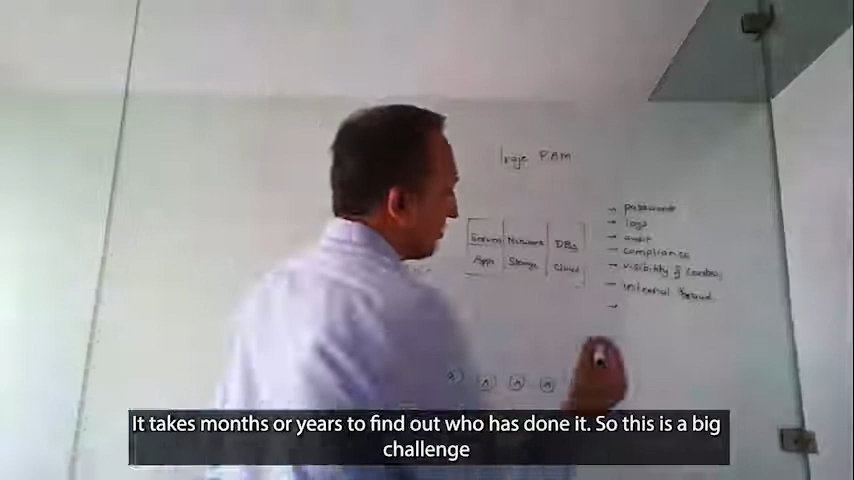 Iraje PAM
Servers Network DBs
Apps Storage Cloud
→ passwords
→ logs
→ audit
→ compliance
→ visibility & control
→ internal fraud
→
It takes months or years to find out who has done it. So this is a big
challenge